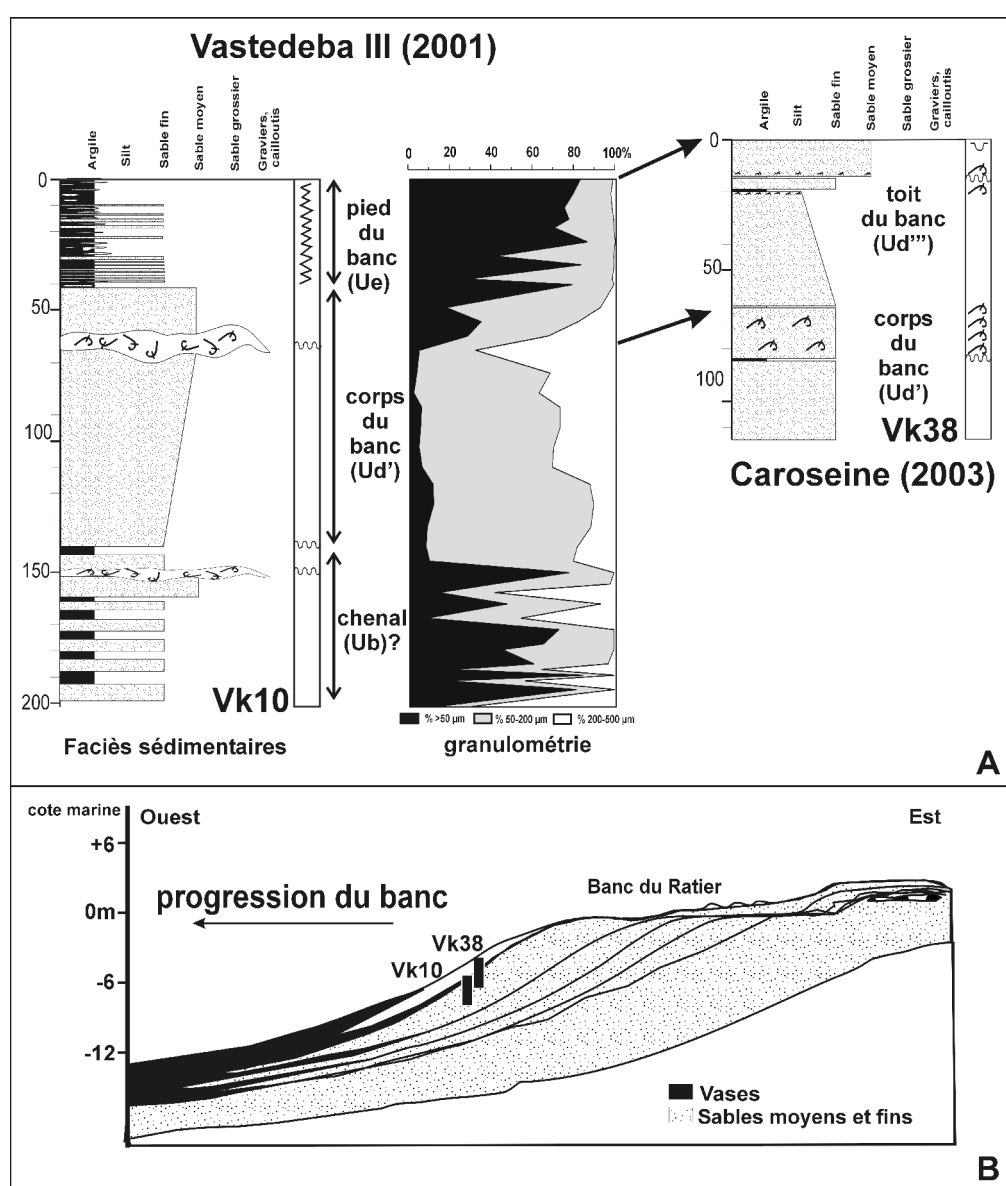 Vastedeba III (2001)
Argile
Silt
Sable fin
Sable moyen
Sable grossier
Graviers,
cailloutis
0
50
100
150
200
pied
du
banc
(Ue)
corps
du
banc
(Ud')
chenal
(Ub)?
Vk10
Faciès sédimentaires
0 20 40 60 80 100%
% >50 µm % 50-200 µm % 200-500 µm
granulométrie
Argile
Silt
Sable fin
Sable moyen
Sable grossier
Graviers,
cailloutis
0
50
100
toit
du banc
(Ud''')
corps
du
banc
(Ud')
Vk38
Caroseine (2003)
A
cote marine
Ouest
Est
+6
0m
-6
-12
progression du banc
Banc du Ratier
Vk38
Vk10
Vases
Sables moyens et fins
B